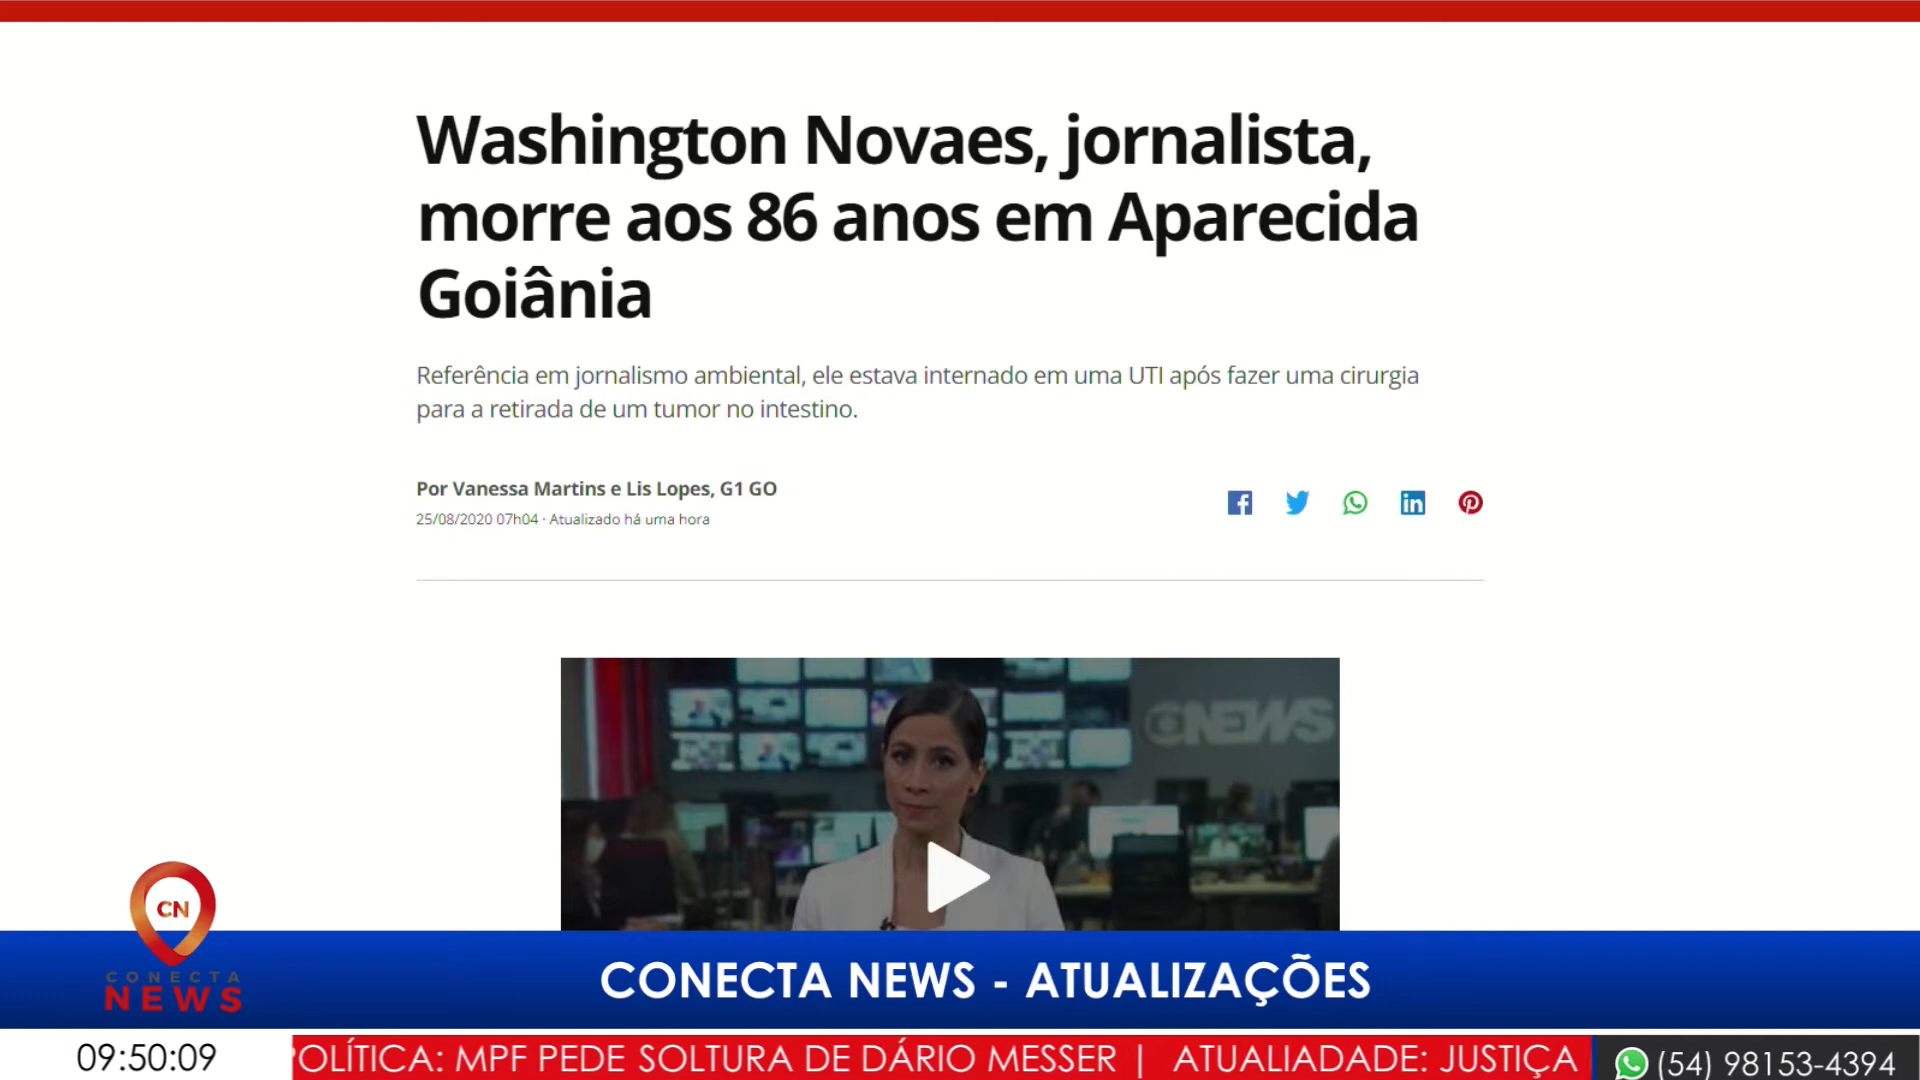 Washington Novaes, jornalista,
morre aos 86 anos em Aparecida
Goiânia
Referência em jornalismo ambiental, ele estava internado em uma UTI após fazer uma cirurgia
para a retirada de um tumor no intestino.
Por Vanessa Martins e Lis Lopes, G1 GO
25/08/2020 07h04 · Atualizado há uma hora
NEWS
CN
CONECTA
NEWS
CONECTA NEWS - ATUALIZAÇÕES
09:50:09
OLÍTICA: MPF PEDE SOLTURA DE DÁRIO MESSER | ATUALIADADE: JUSTIÇA
(54) 98153-4394